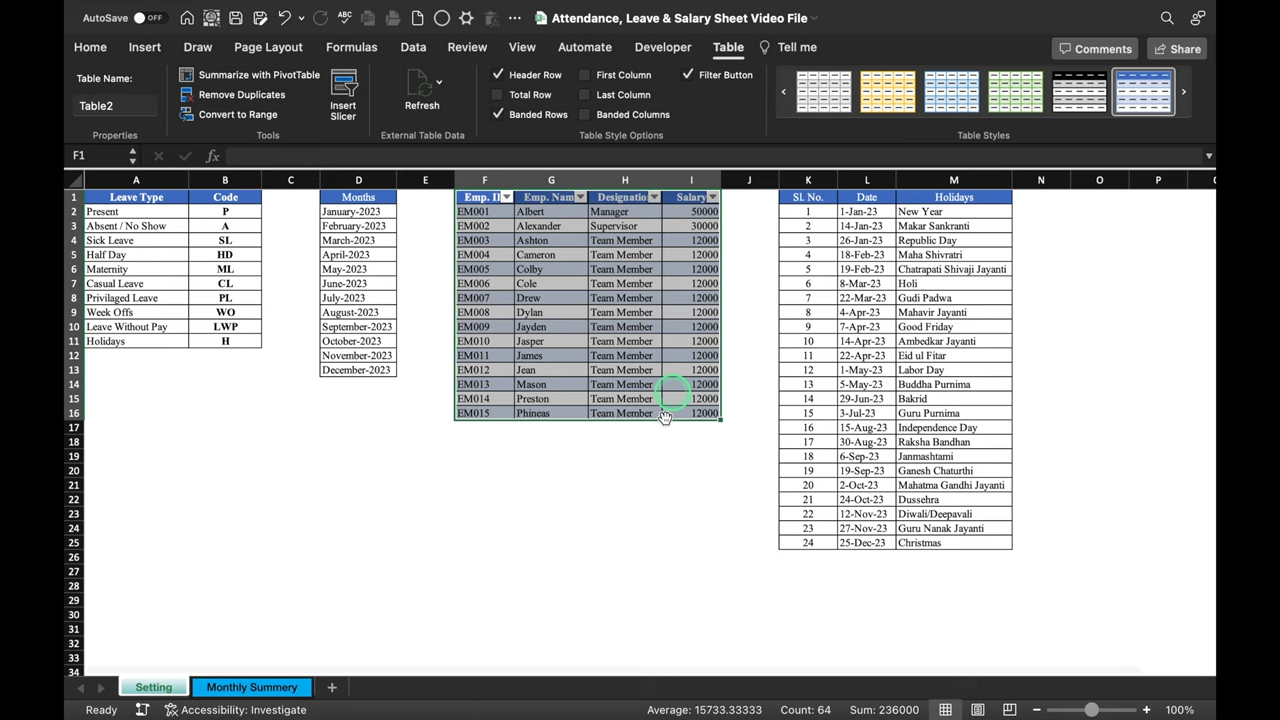 AutoSave OFF ABC Attendance, Leave & Salary Sheet Video File
Home Insert Draw Page Layout Formulas Data Review View Automate Developer Table Tell me Comments Share
Table Name: Summarize with PivotTable Header Row First Column Filter Button
Table2 Remove Duplicates Insert Slicer Refresh Total Row Last Column
Convert to Range Banded Rows Banded Columns
Properties Tools External Table Data Table Style Options Table Styles
F1 fx
A B C D E F G H I J K L M N O P
1 Leave Type Code Months Emp. I Emp. Nam Designatio Salary Sl. No. Date Holidays
2 Present P January-2023 EM001 Albert Manager 50000 1 1-Jan-23 New Year
3 Absent / No Show A February-2023 EM002 Alexander Supervisor 30000 2 14-Jan-23 Makar Sankranti
4 Sick Leave SL March-2023 EM003 Ashton Team Member 12000 3 26-Jan-23 Republic Day
5 Half Day HD April-2023 EM004 Cameron Team Member 12000 4 18-Feb-23 Maha Shivratri
6 Maternity ML May-2023 EM005 Colby Team Member 12000 5 19-Feb-23 Chatrapati Shivaji Jayanti
7 Casual Leave CL June-2023 EM006 Cole Team Member 12000 6 8-Mar-23 Holi
8 Privilaged Leave PL July-2023 EM007 Drew Team Member 12000 7 22-Mar-23 Gudi Padwa
9 Week Offs WO August-2023 EM008 Dylan Team Member 12000 8 4-Apr-23 Mahavir Jayanti
10 Leave Without Pay LWP September-2023 EM009 Jayden Team Member 12000 9 7-Apr-23 Good Friday
11 Holidays H October-2023 EM010 Jasper Team Member 12000 10 14-Apr-23 Ambedkar Jayanti
12 November-2023 EM011 James Team Member 12000 11 22-Apr-23 Eid ul Fitar
13 December-2023 EM012 Jean Team Member 12000 12 1-May-23 Labor Day
14 EM013 Mason Team Member 12000 13 5-May-23 Buddha Purnima
15 EM014 Preston Team Member 12000 14 29-Jun-23 Bakrid
16 EM015 Phineas Team Member 12000 15 3-Jul-23 Guru Purnima
17 16 15-Aug-23 Independence Day
18 17 30-Aug-23 Raksha Bandhan
19 18 6-Sep-23 Janmashtami
20 19 19-Sep-23 Ganesh Chaturthi
21 20 2-Oct-23 Mahatma Gandhi Jayanti
22 21 24-Oct-23 Dussehra
23 22 12-Nov-23 Diwali/Deepavali
24 23 27-Nov-23 Guru Nanak Jayanti
25 24 25-Dec-23 Christmas
26
27
28
29
30
31
32
33
34
Setting Monthly Summery
Ready Accessibility: Investigate Average: 15733.33333 Count: 64 Sum: 236000 100%